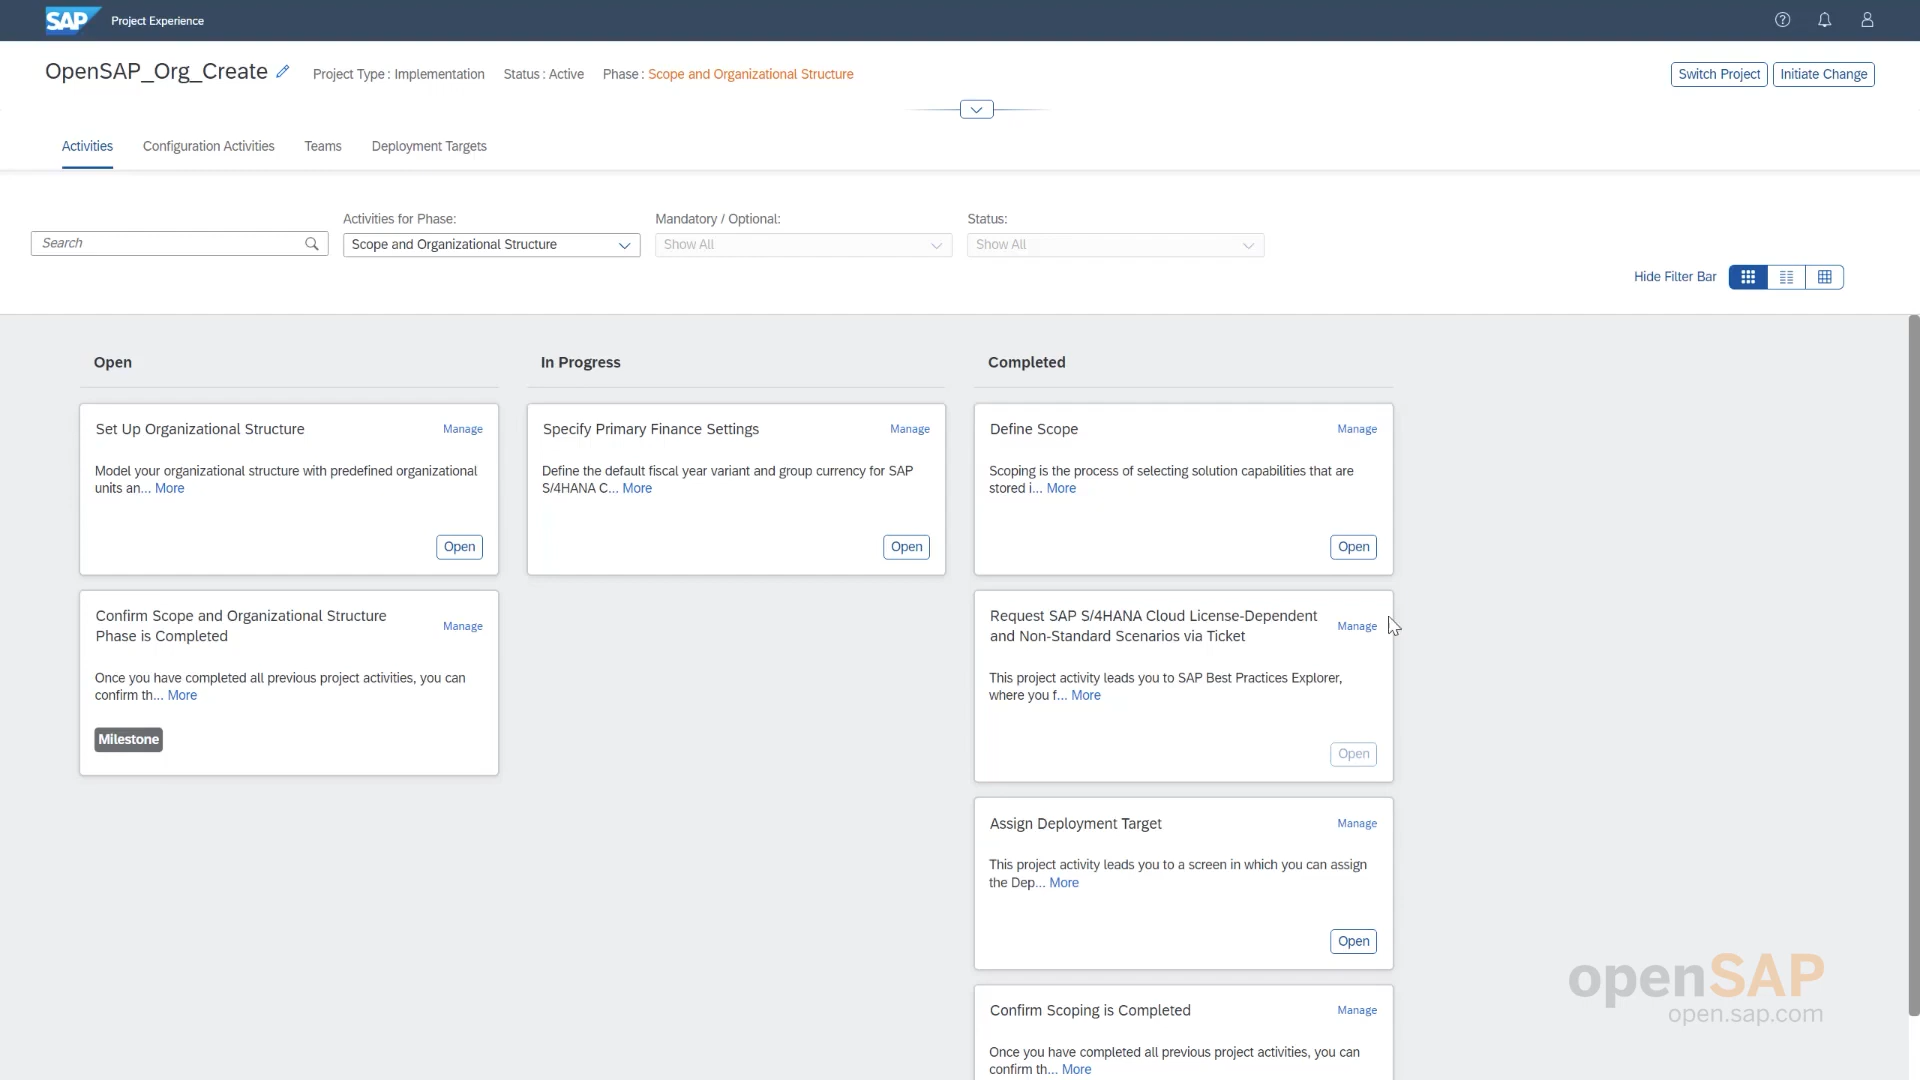 SAP Project Experience
OpenSAP_Org_Create Project Type : Implementation Status : Active Phase : Scope and Organizational Structure Switch Project Initiate Change
Activities Configuration Activities Teams Deployment Targets
Activities for Phase: Mandatory / Optional: Status:
Search Scope and Organizational Structure Show All Show All
Hide Filter Bar
Open In Progress Completed
Set Up Organizational Structure Manage
Model your organizational structure with predefined organizational
units an... More
Open
Confirm Scope and Organizational Structure
Phase is Completed
Manage
Once you have completed all previous project activities, you can
confirm th... More
Milestone
Specify Primary Finance Settings Manage
Define the default fiscal year variant and group currency for SAP
S/4HANA C... More
Open
Define Scope Manage
Scoping is the process of selecting solution capabilities that are
stored i... More
Open
Request SAP S/4HANA Cloud License-Dependent
and Non-Standard Scenarios via Ticket
Manage
This project activity leads you to SAP Best Practices Explorer,
where you f... More
Open
Assign Deployment Target Manage
This project activity leads you to a screen in which you can assign
the Dep... More
Open
Confirm Scoping is Completed Manage
Once you have completed all previous project activities, you can
confirm th... More
openSAP
open.sap.com